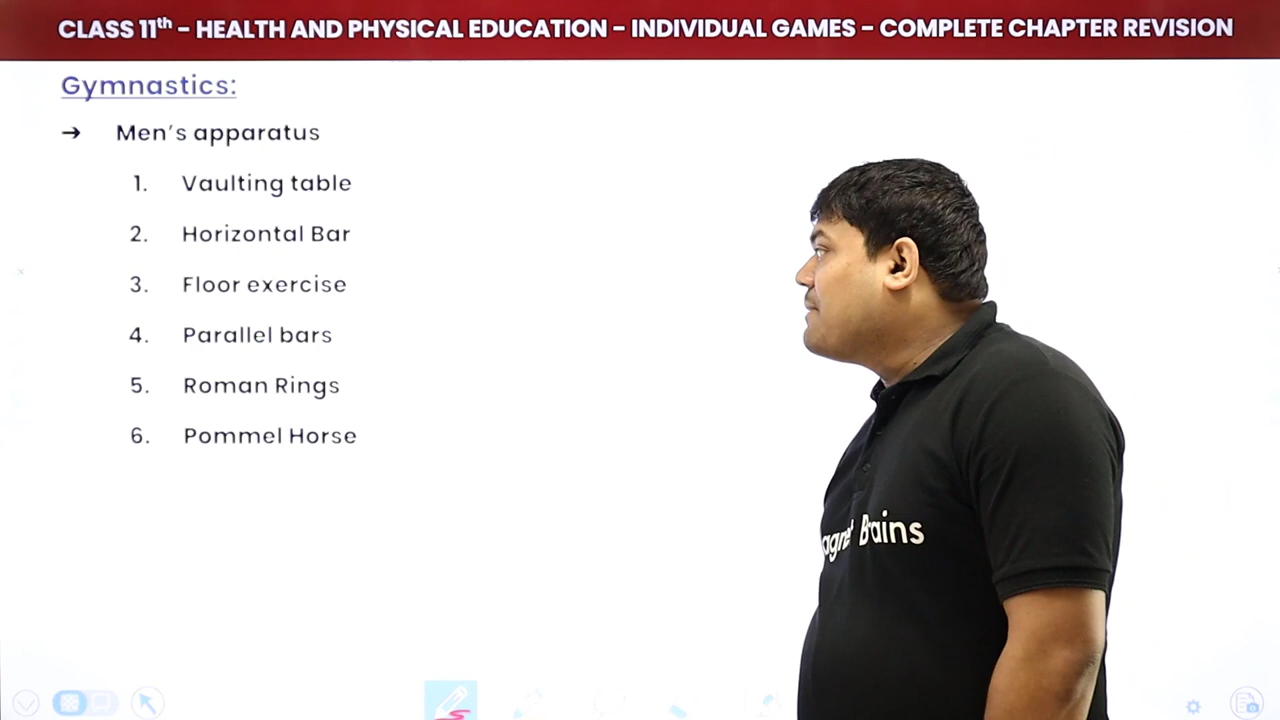 CLASS 11th – HEALTH AND PHYSICAL EDUCATION – INDIVIDUAL GAMES – COMPLETE CHAPTER REVISION
Gymnastics:
➔ Men's apparatus
1. Vaulting table
2. Horizontal Bar
3. Floor exercise
4. Parallel bars
5. Roman Rings
6. Pommel Horse
Brains